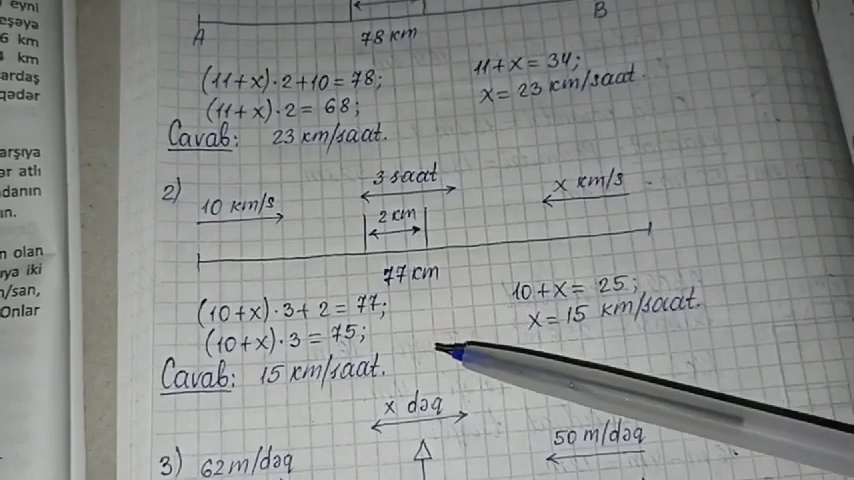 eyni
eşəyə
6 km
km
ardaş
qədər
arşıya
ər atlı
danın
ın.
n olan
ıya iki
n/san,
Onlar
A
B
78 km
(11+x)·2+10=78;
11+x=34;
(11+x)·2=68;
x=23 km/saat.
Cavab: 23 km/saat.
2)
10 km/s
3 saat
x km/s
2 km
77 km
(10+x)·3+2=77;
10+x=25;
(10+x)·3=75;
x=15 km/saat.
Cavab: 15 km/saat.
x dəq
3) 62 m/dəq
50 m/dəq